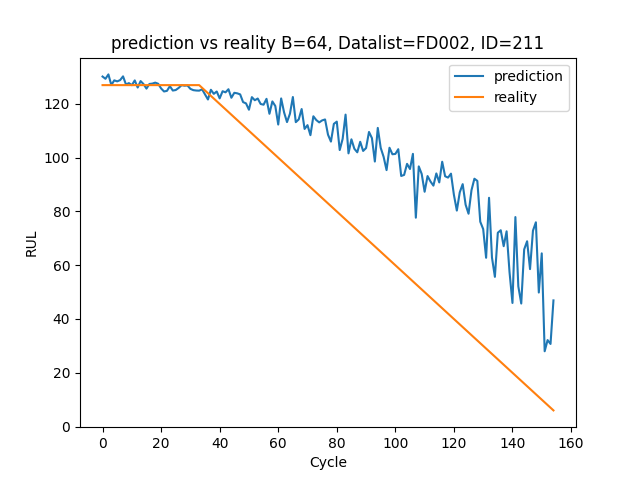 prediction vs reality B=64, Datalist=FD002, ID=211
prediction
reality
RUL
120
100
80
60
40
20
0
0 20 40 60 80 100 120 140 160
Cycle